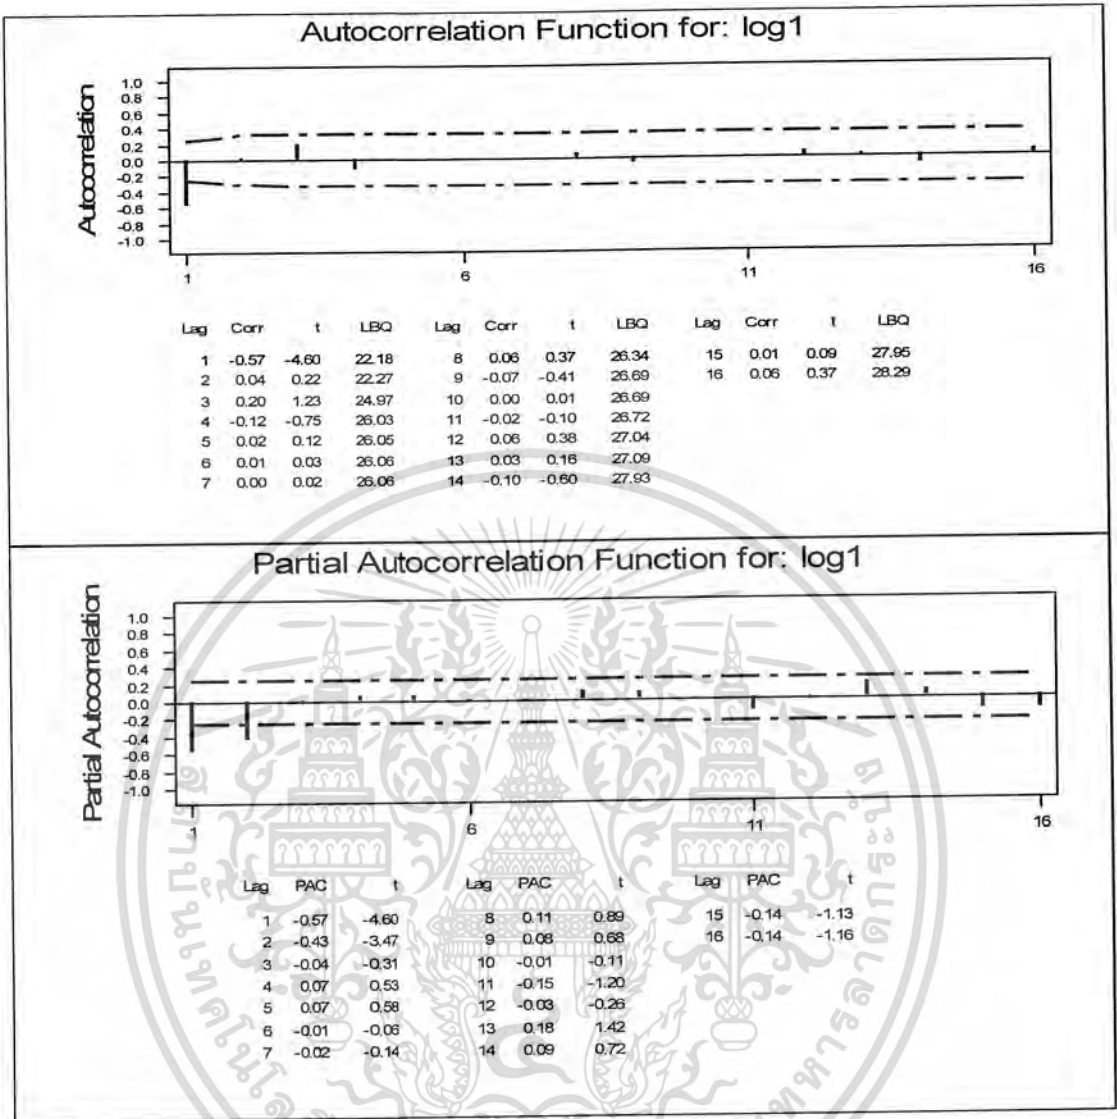 Autocorrelation Function for: log1
Autocorrelation
1.0
0.8
0.6
0.4
0.2
0.0
-0.2
-0.4
-0.6
-0.8
-1.0
1 6 11 16
Lag Corr t LBQ Lag Corr t LBQ Lag Corr t LBQ
1 -0.57 -4.60 22.18 8 0.06 0.37 26.34 15 0.01 0.09 27.95
2 0.04 0.22 22.27 9 -0.07 -0.41 26.69 16 0.06 0.37 28.29
3 0.20 1.23 24.97 10 0.00 0.01 26.69
4 -0.12 -0.75 26.03 11 -0.02 -0.10 26.72
5 0.02 0.12 26.05 12 0.06 0.38 27.04
6 0.01 0.03 26.06 13 0.03 0.16 27.09
7 0.00 0.02 26.06 14 -0.10 -0.60 27.93
Partial Autocorrelation Function for: log1
Partial Autocorrelation
1.0
0.8
0.6
0.4
0.2
0.0
-0.2
-0.4
-0.6
-0.8
-1.0
1 6 11 16
Lag PAC t Lag PAC t Lag PAC t
1 -0.57 -4.60 8 0.11 0.89 15 -0.14 -1.13
2 -0.43 -3.47 9 0.08 0.68 16 -0.14 -1.16
3 -0.04 -0.31 10 -0.01 -0.11
4 0.07 0.53 11 -0.15 -1.20
5 0.07 0.58 12 -0.03 -0.26
6 -0.01 -0.06 13 0.18 1.42
7 -0.02 -0.14 14 0.09 0.72